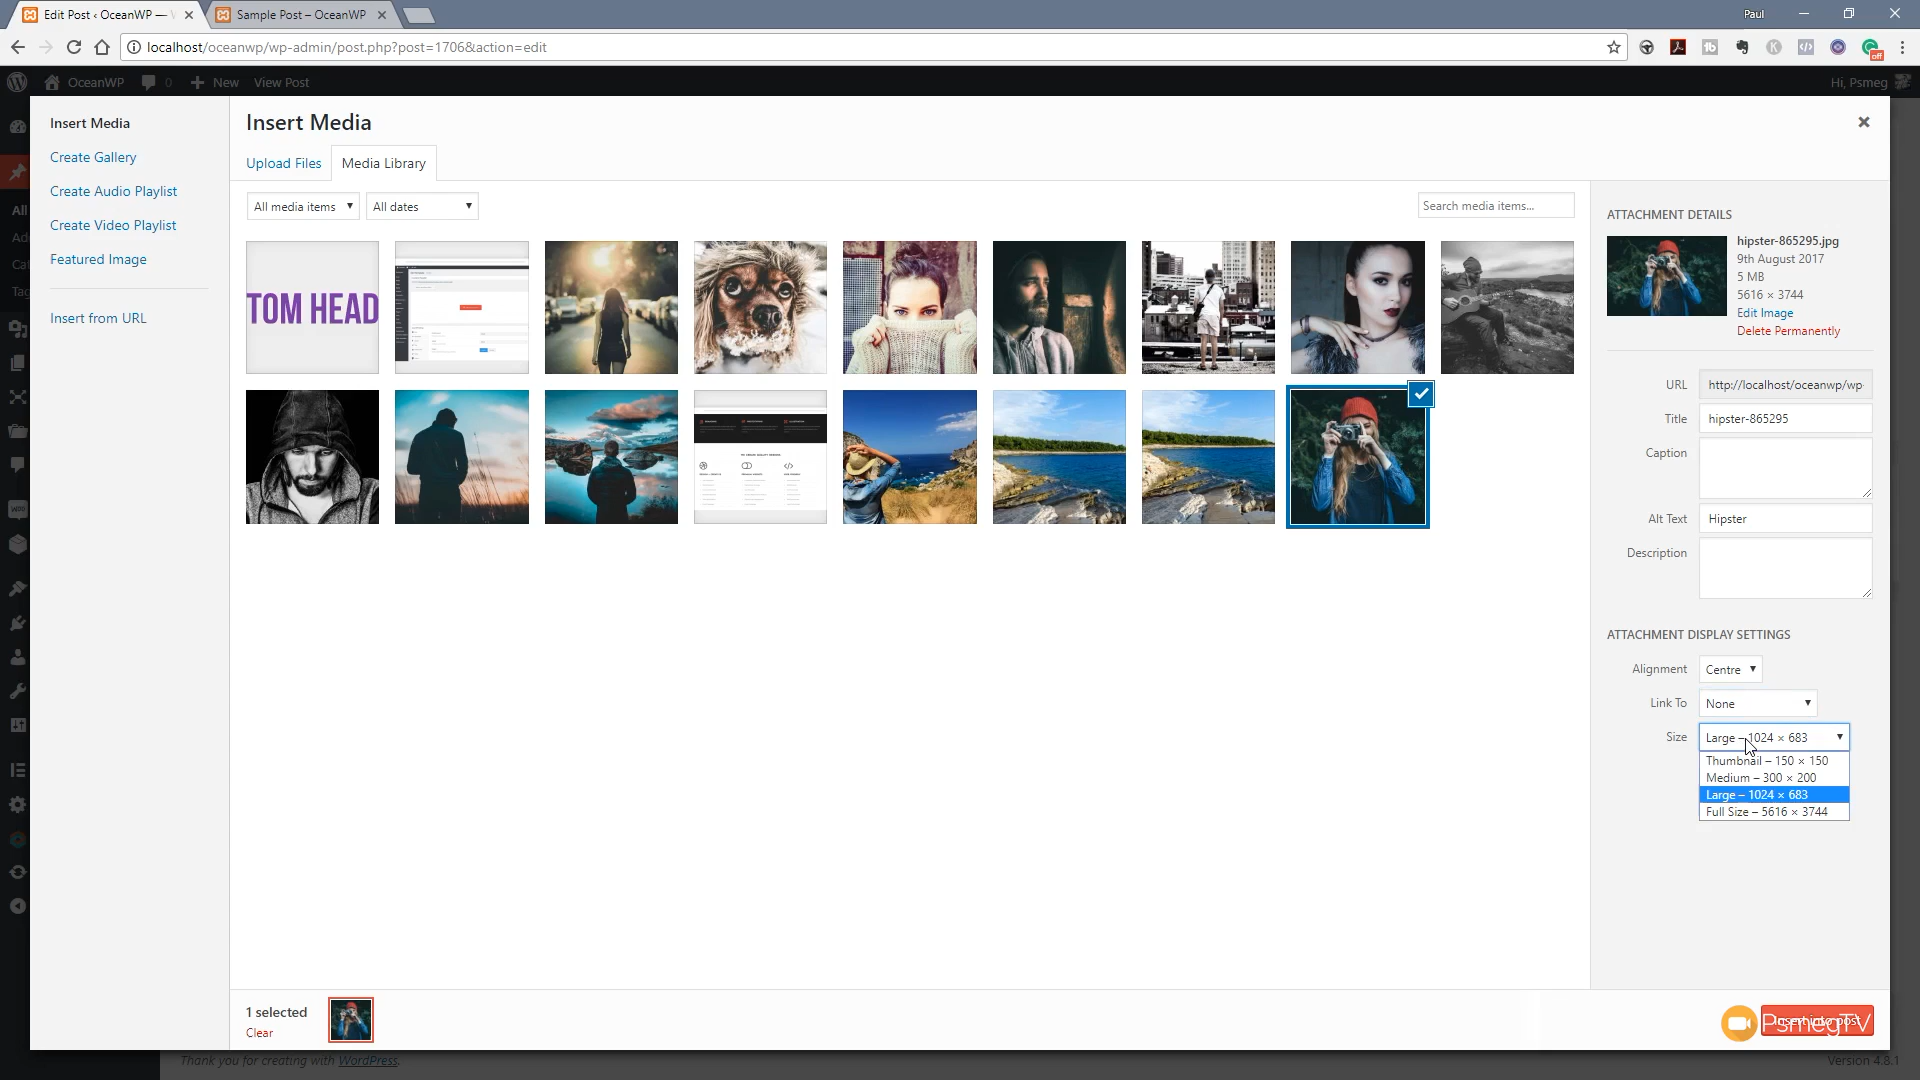 Edit Post ‹ OceanWP — W
Sample Post – OceanWP
Paul
localhost/oceanwp/wp-admin/post.php?post=1706&action=edit
off
OceanWP
0
New
View Post
Hi, Psmeg
Insert Media
Create Gallery
Create Audio Playlist
Create Video Playlist
Featured Image
Insert from URL
All
Insert Media
Upload Files
Media Library
All media items
All dates
Search media items...
TOM HEAD
ATTACHMENT DETAILS
hipster-865295.jpg
9th August 2017
5 MB
5616 × 3744
Edit Image
Delete Permanently
URL
http://localhost/oceanwp/wp-
Title
hipster-865295
Caption
Alt Text
Hipster
Description
ATTACHMENT DISPLAY SETTINGS
Alignment
Centre
Link To
None
Size
Large – 1024 × 683
Thumbnail – 150 × 150
Medium – 300 × 200
Large – 1024 × 683
Full Size – 5616 × 3744
1 selected
Clear
Insert into post
PsmegTV
Thank you for creating with WordPress.
Version 4.8.1